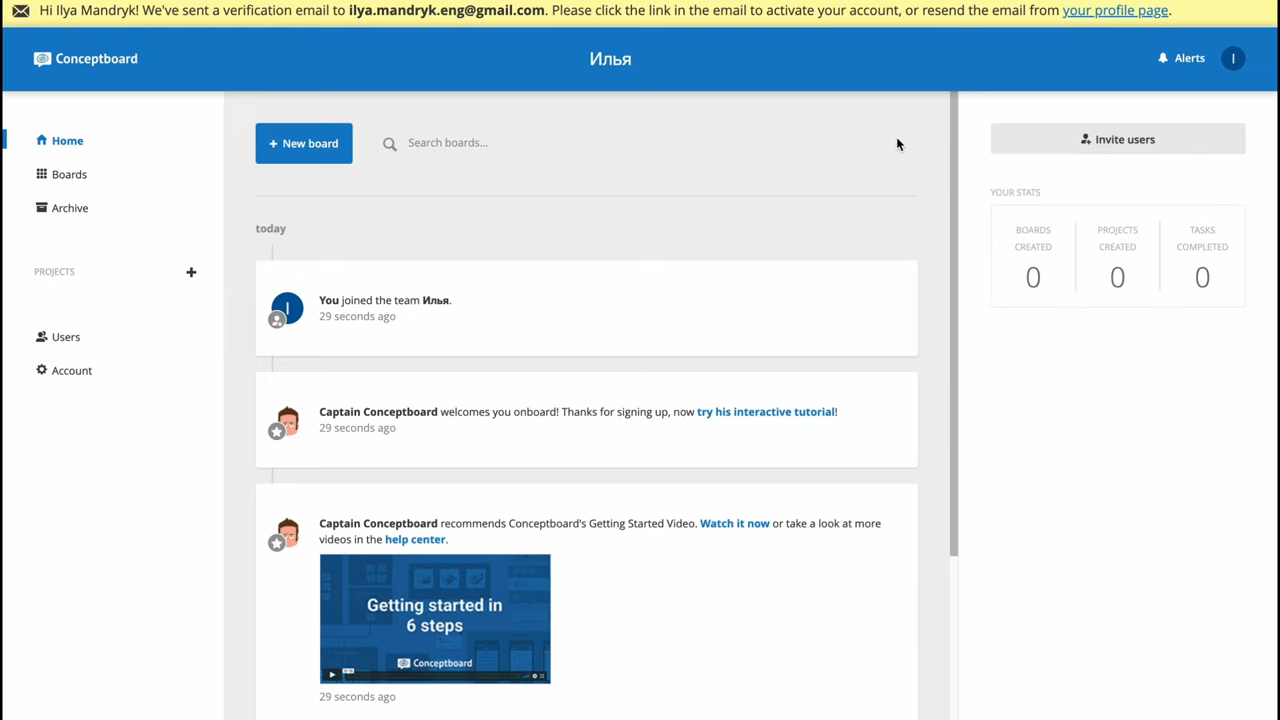 Hi Ilya Mandryk! We've sent a verification email to ilya.mandryk.eng@gmail.com. Please click the link in the email to activate your account, or resend the email from your profile page.
Conceptboard
Илья
Alerts
I
Home
Boards
Archive
PROJECTS
+
Users
Account
+ New board
Search boards...
today
I
You joined the team Илья.
29 seconds ago
Captain Conceptboard welcomes you onboard! Thanks for signing up, now try his interactive tutorial!
29 seconds ago
Captain Conceptboard recommends Conceptboard's Getting Started Video. Watch it now or take a look at more
videos in the help center.
Getting started in
6 steps
Conceptboard
29 seconds ago
Invite users
YOUR STATS
BOARDS
CREATED
0
PROJECTS
CREATED
0
TASKS
COMPLETED
0